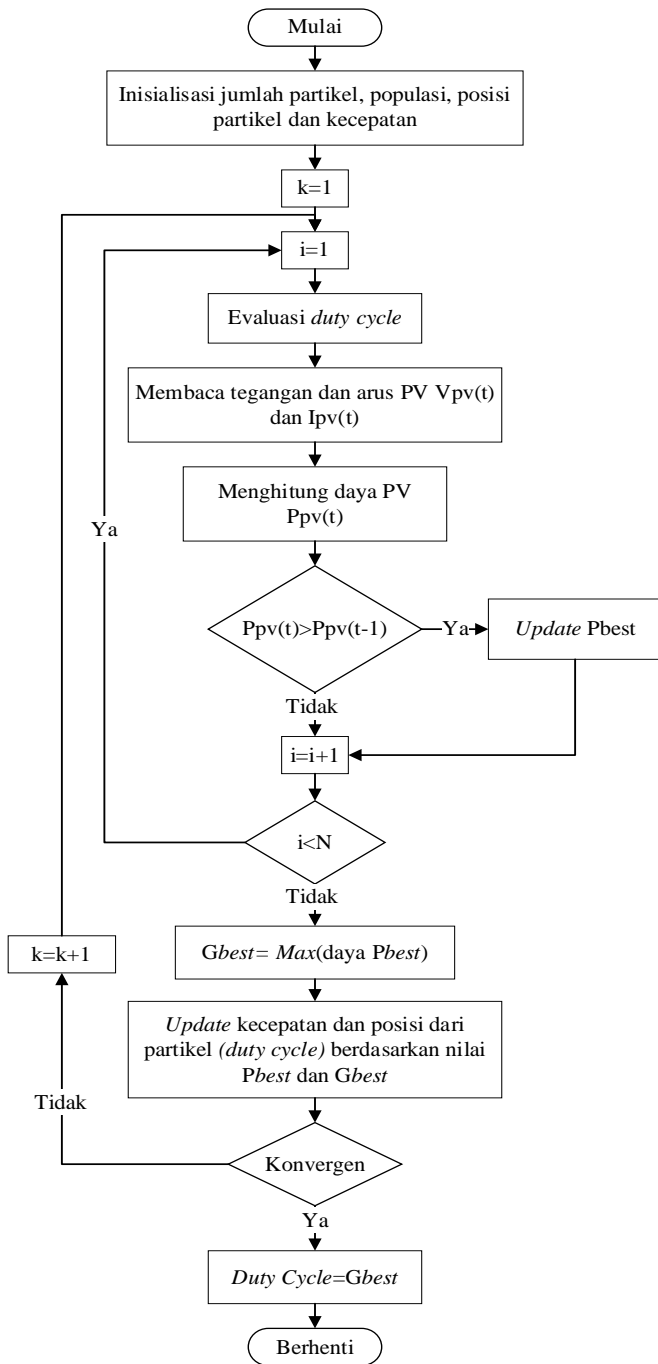 Mulai
Inisialisasi jumlah partikel, populasi, posisi
partikel dan kecepatan
k=1
i=1
Evaluasi duty cycle
Membaca tegangan dan arus PV Vpv(t)
dan Ipv(t)
Menghitung daya PV
Ppv(t)
Ya
Ppv(t)>Ppv(t-1)
Ya
Update Pbest
Tidak
i=i+1
i<N
Tidak
Gbest= Max(daya Pbest)
k=k+1
Update kecepatan dan posisi dari
partikel (duty cycle) berdasarkan nilai
Pbest dan Gbest
Tidak
Konvergen
Ya
Duty Cycle=Gbest
Berhenti